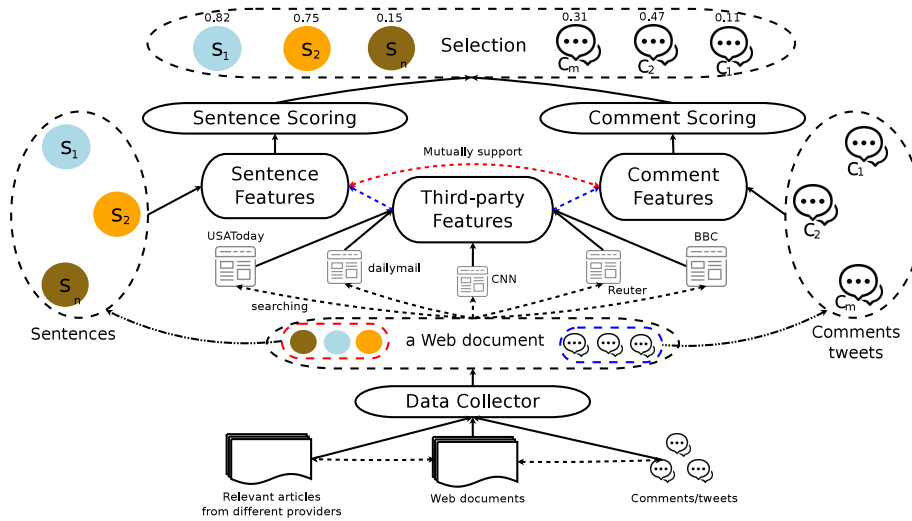 0.82
0.75
0.15
0.31
0.47
0.11
S1
S2
Sn
Selection
Cm
C2
C1
Sentence Scoring
Comment Scoring
Mutually support
S1
S2
Sn
Sentences
Sentence
Features
Third-party
Features
Comment
Features
C1
C2
Cm
Comments
tweets
USAToday
dailymail
CNN
Reuter
BBC
searching
a Web document
Data Collector
Relevant articles
from different providers
Web documents
Comments/tweets